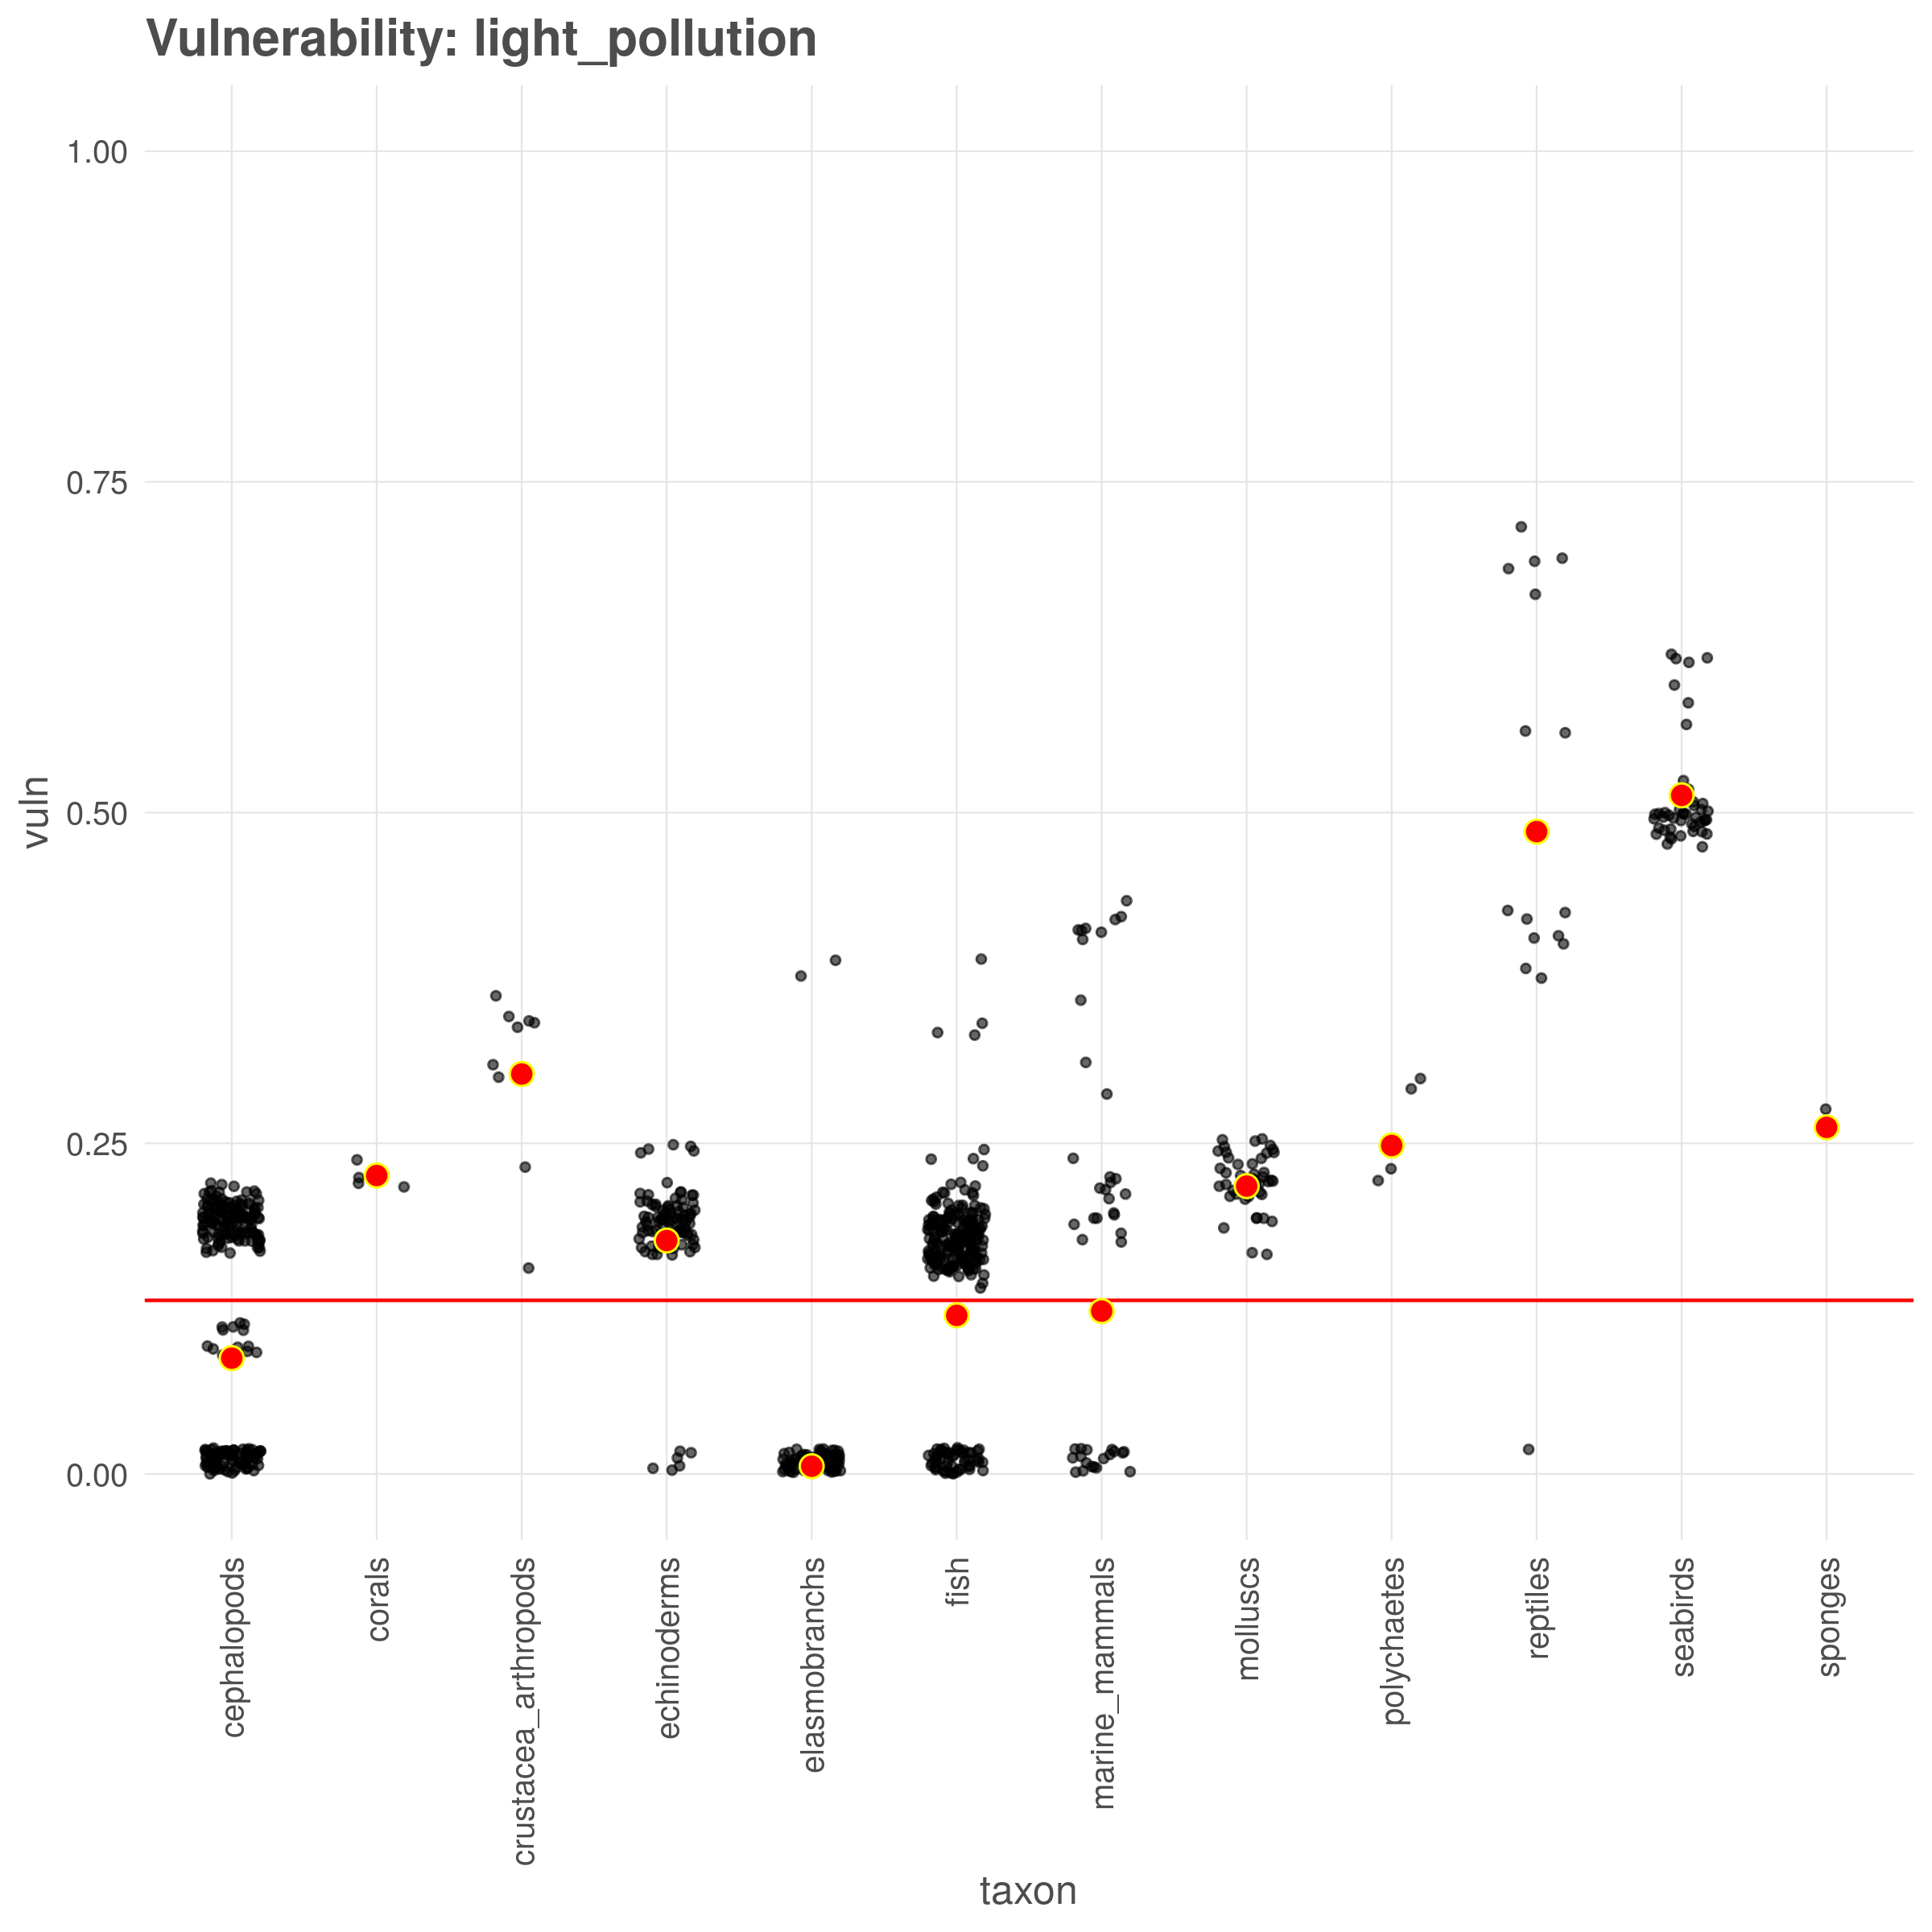 Vulnerability: light_pollution
vuln
1.00
0.75
0.50
0.25
0.00
cephalopods
corals
crustacea_arthropods
echinoderms
elasmobranchs
fish
marine_mammals
molluscs
polychaetes
reptiles
seabirds
sponges
taxon